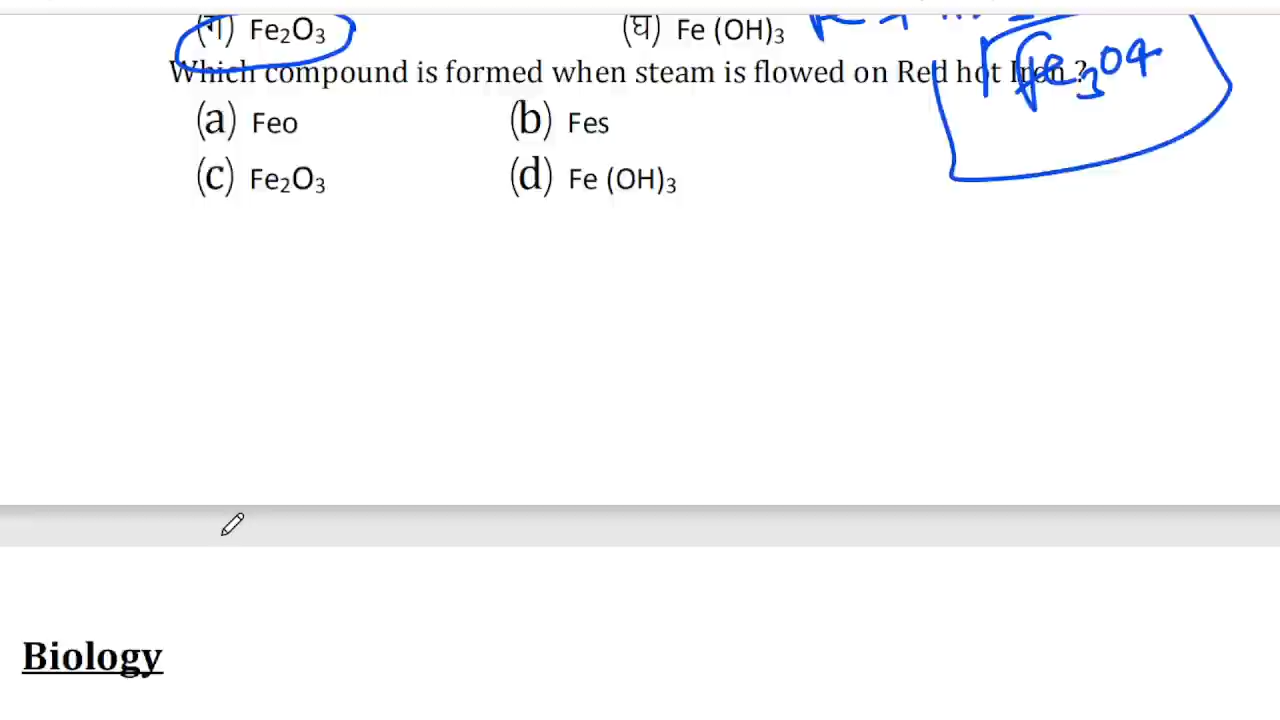 (ग) Fe₂O₃ (घ) Fe (OH)₃
Which compound is formed when steam is flowed on Red hot Iron ?
Fe₃O4
(a) Feo (b) Fes
(c) Fe₂O₃ (d) Fe (OH)₃
Biology